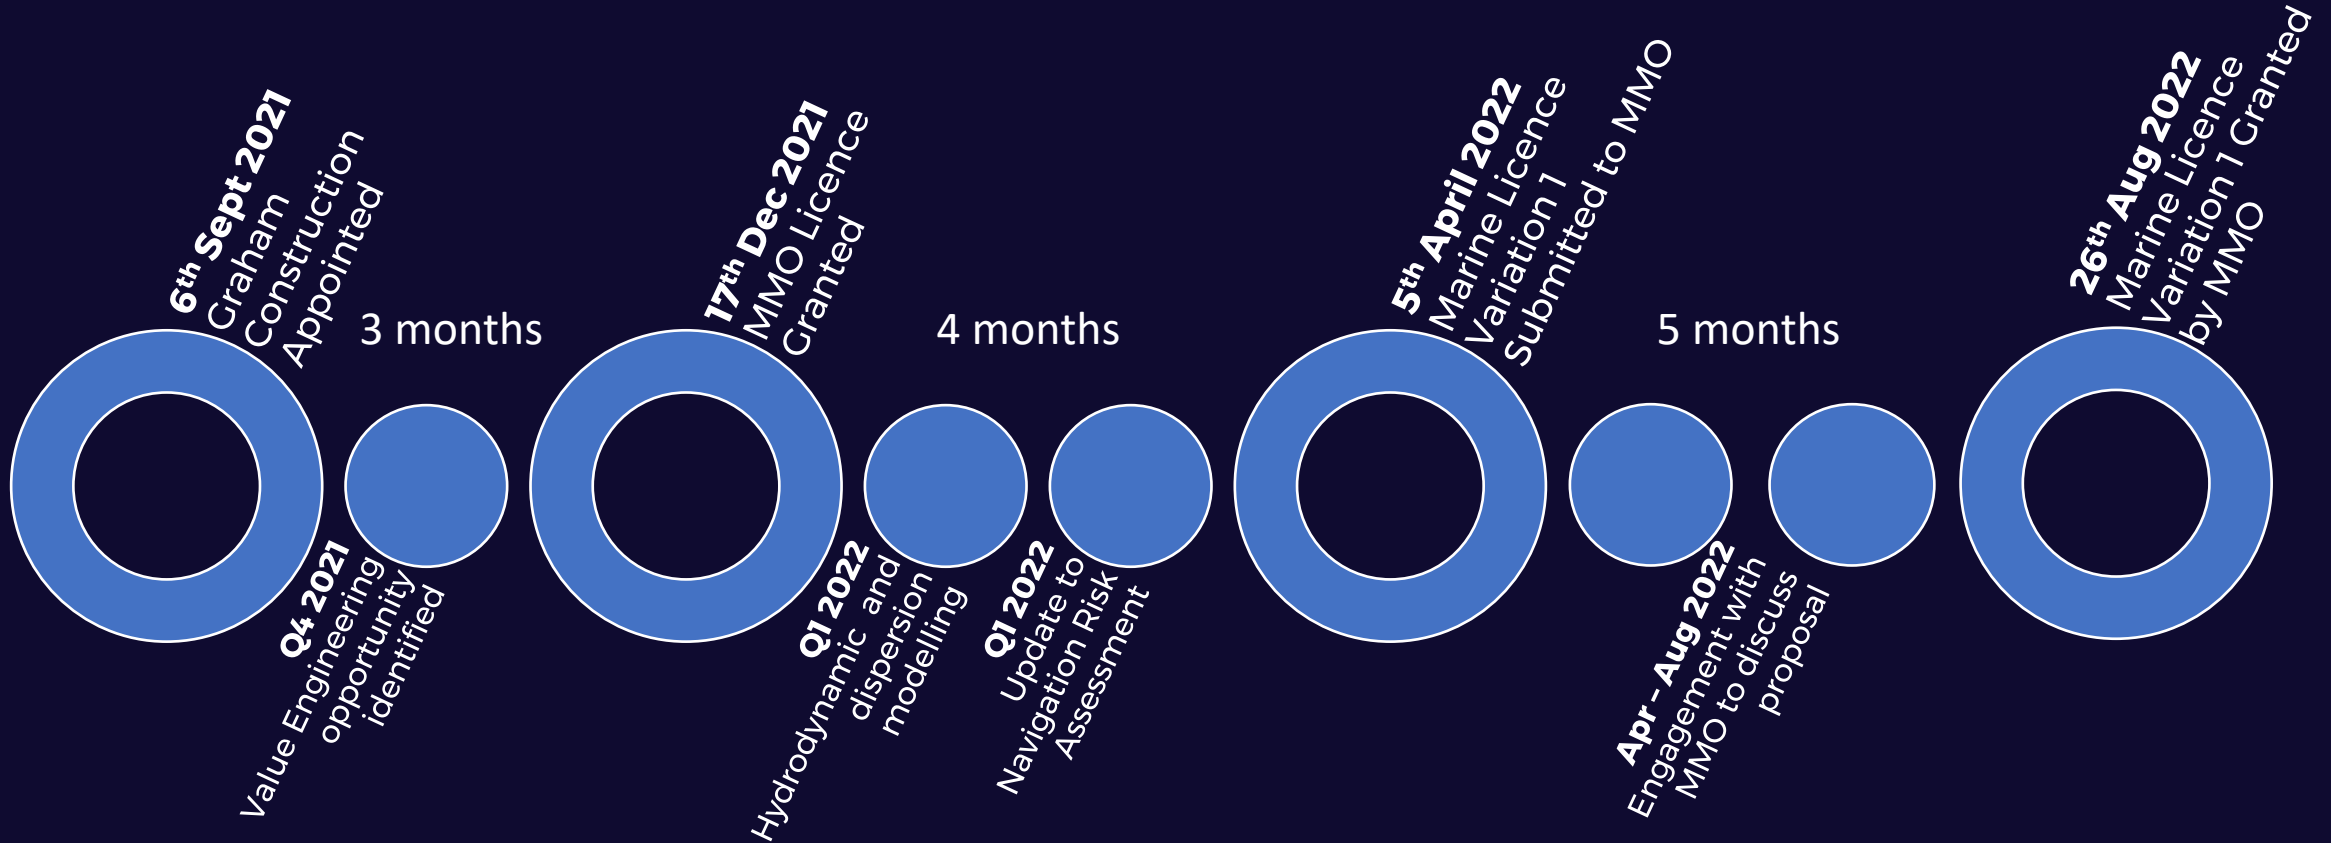 6th Sept 2021
Graham
Construction
Appointed
3 months
17th Dec 2021
MMO Licence
Granted
4 months
5th April 2022
Marine Licence
Variation 1
Submitted to MMO
5 months
26th Aug 2022
Marine Licence
Variation 1 Granted
by MMO
Q4 2021
Value Engineering
opportunity
identified
Q1 2022
Hydrodynamic and
dispersion
modelling
Q1 2022
Update to
Navigation Risk
Assessment
Apr - Aug 2022
Engagement with
MMO to discuss
proposal